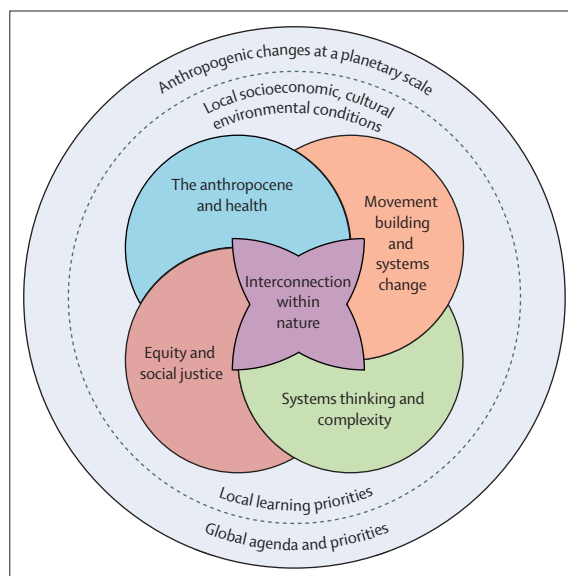 Anthropogenic changes at a planetary scale
Local socioeconomic, cultural
environmental conditions
The anthropocene
and health
Movement
building
and
systems
change
Interconnection
within
nature
Equity and
social justice
Systems thinking and
complexity
Local learning priorities
Global agenda and priorities